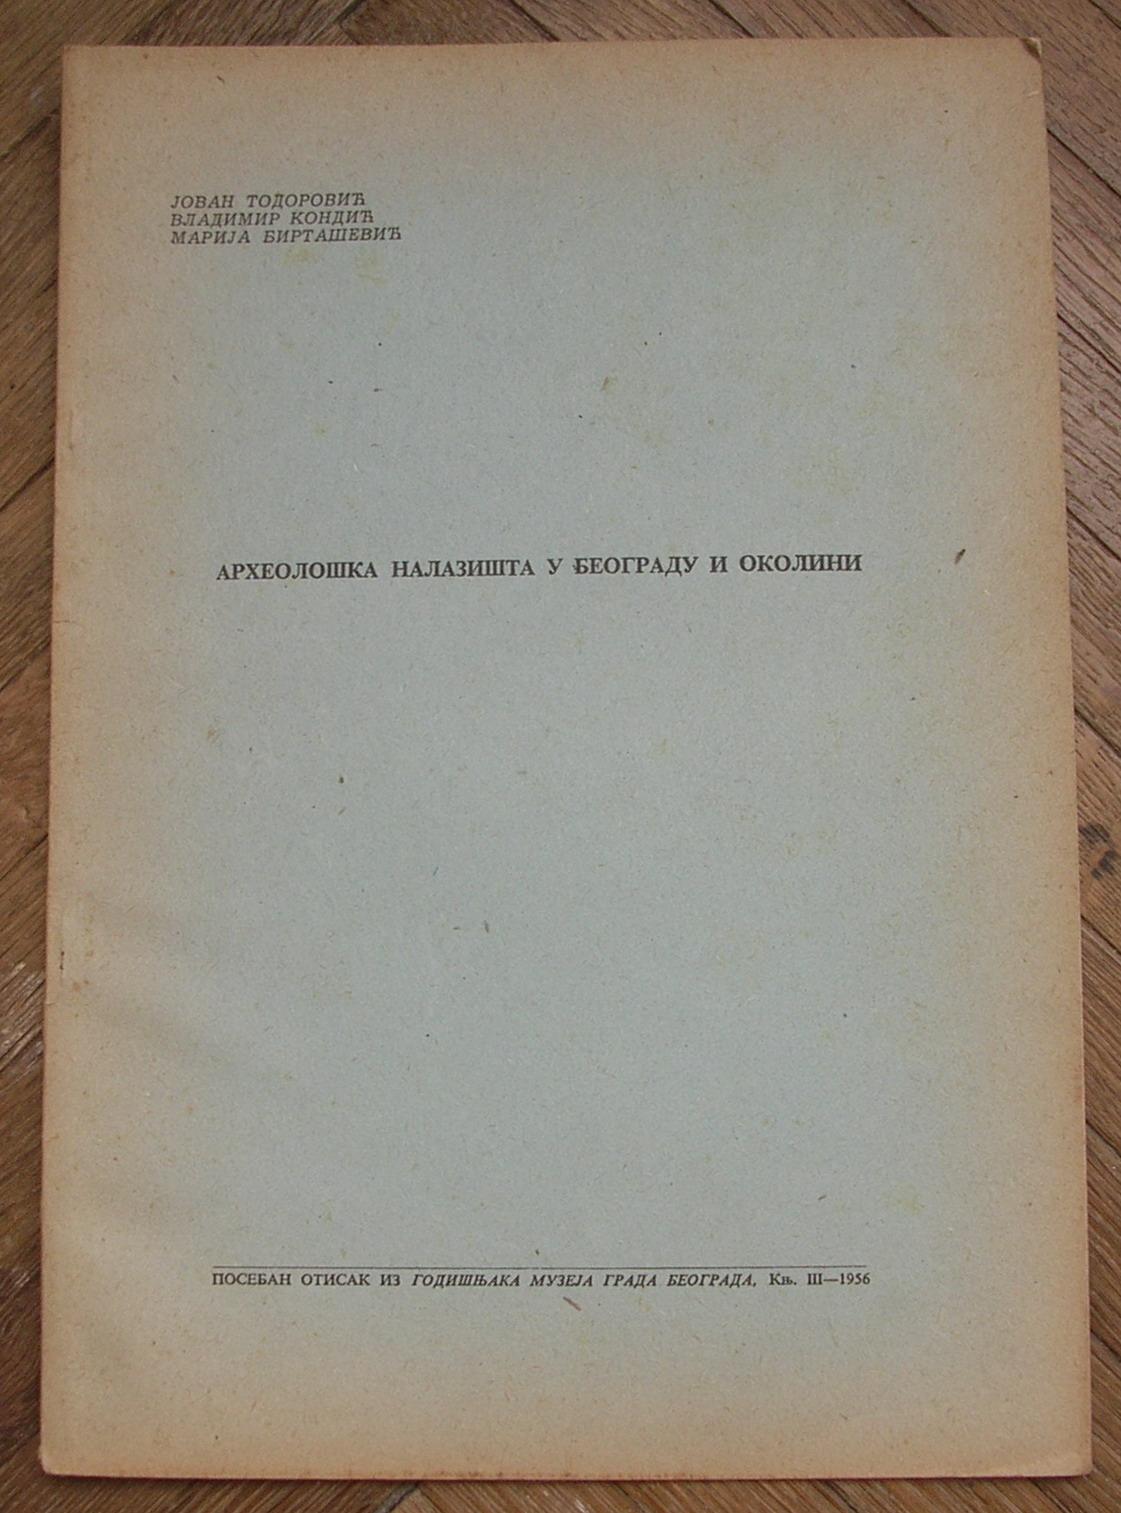 ЈОВАН ТОДОРОВИЋ
ВЛАДИМИР КОНДИЋ
МАРИЈА БИРТАШЕВИЋ
АРХЕОЛОШКА НАЛАЗИШТА У БЕОГРАДУ И ОКОЛИНИ
ПОСЕБАН ОТИСАК ИЗ ГОДИШЊАКА МУЗЕЈА ГРАДА БЕОГРАДА, Књ. III—1956